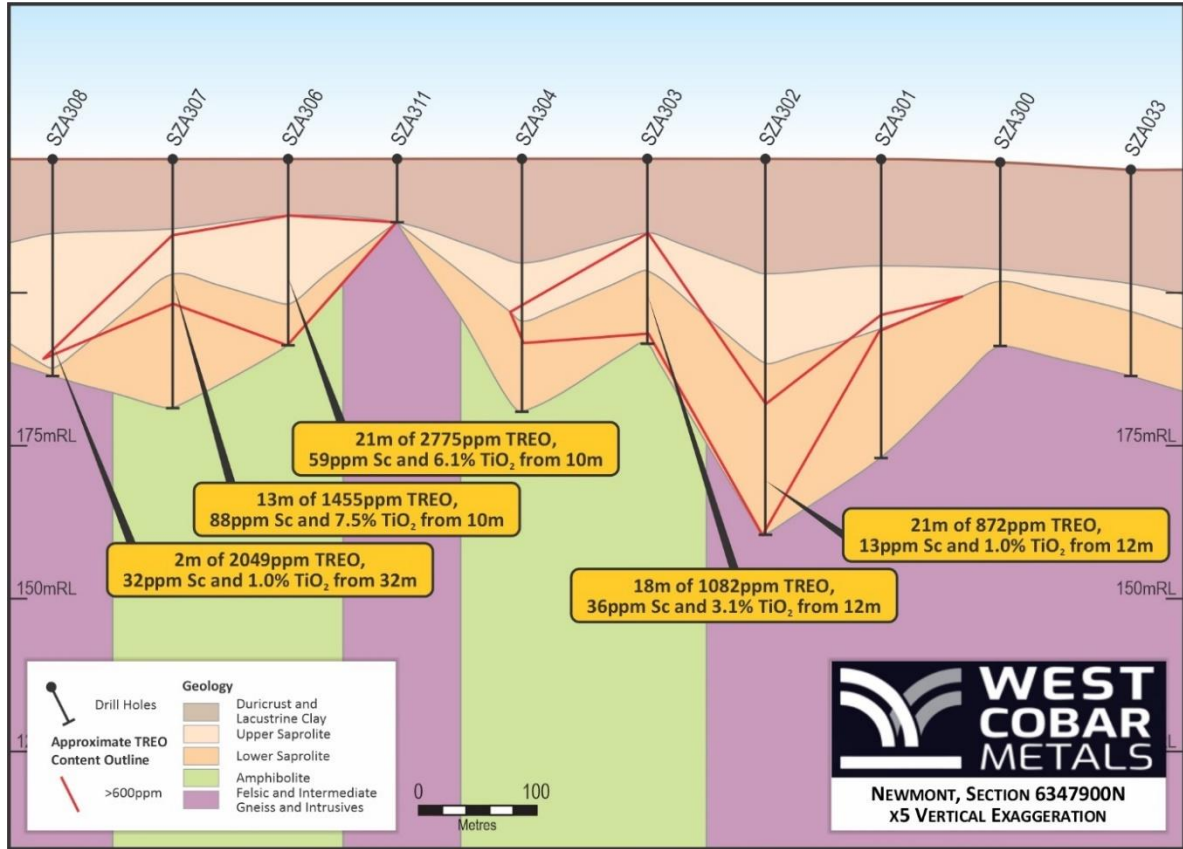 SZA308
SZA307
SZA306
SZA311
SZA304
SZA303
SZA302
SZA301
SZA300
SZA033
175mRL
175mRL
21m of 2775ppm TREO,
59ppm Sc and 6.1% TiO₂ from 10m
13m of 1455ppm TREO,
88ppm Sc and 7.5% TiO₂ from 10m
2m of 2049ppm TREO,
32ppm Sc and 1.0% TiO₂ from 32m
21m of 872ppm TREO,
13ppm Sc and 1.0% TiO₂ from 12m
18m of 1082ppm TREO,
36ppm Sc and 3.1% TiO₂ from 12m
150mRL
150mRL
Drill Holes
Approximate TREO
Content Outline
>600ppm
Geology
Duricrust and
Lacustrine Clay
Upper Saprolite
Lower Saprolite
Amphibolite
Felsic and Intermediate
Gneiss and Intrusives
0 100
Metres
WEST
COBAR
METALS
NEWMONT, SECTION 6347900N
X5 VERTICAL EXAGGERATION